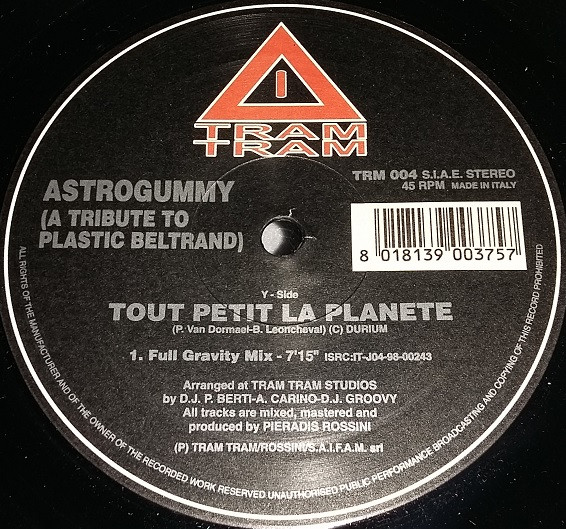 TRAM
TRAM
TRM 004 S.I.A.E. STEREO
45 RPM MADE IN ITALY
ASTROGUMMY
(A TRIBUTE TO
PLASTIC BELTRAND)
8 018139 003757
Y - Side
TOUT PETIT LA PLANETE
(P. Van Dormael-B. Leoncheval) (C) DURIUM
1. Full Gravity Mix - 7'15" ISRC:IT-J04-98-00243
Arranged at TRAM TRAM STUDIOS
by D.J. P. BERTI-A. CARINO-D.J. GROOVY
All tracks are mixed, mastered and
produced by PIERADIS ROSSINI
(P) TRAM TRAM/ROSSINI/S.A.I.F.A.M. srl
ALL RIGHTS OF THE MANUFACTURER AND OF THE OWNER OF THE RECORDED WORK RESERVED UNAUTHORISED PUBLIC PERFORMANCE BROADCASTING AND COPYING OF THIS RECORD PROHIBITED